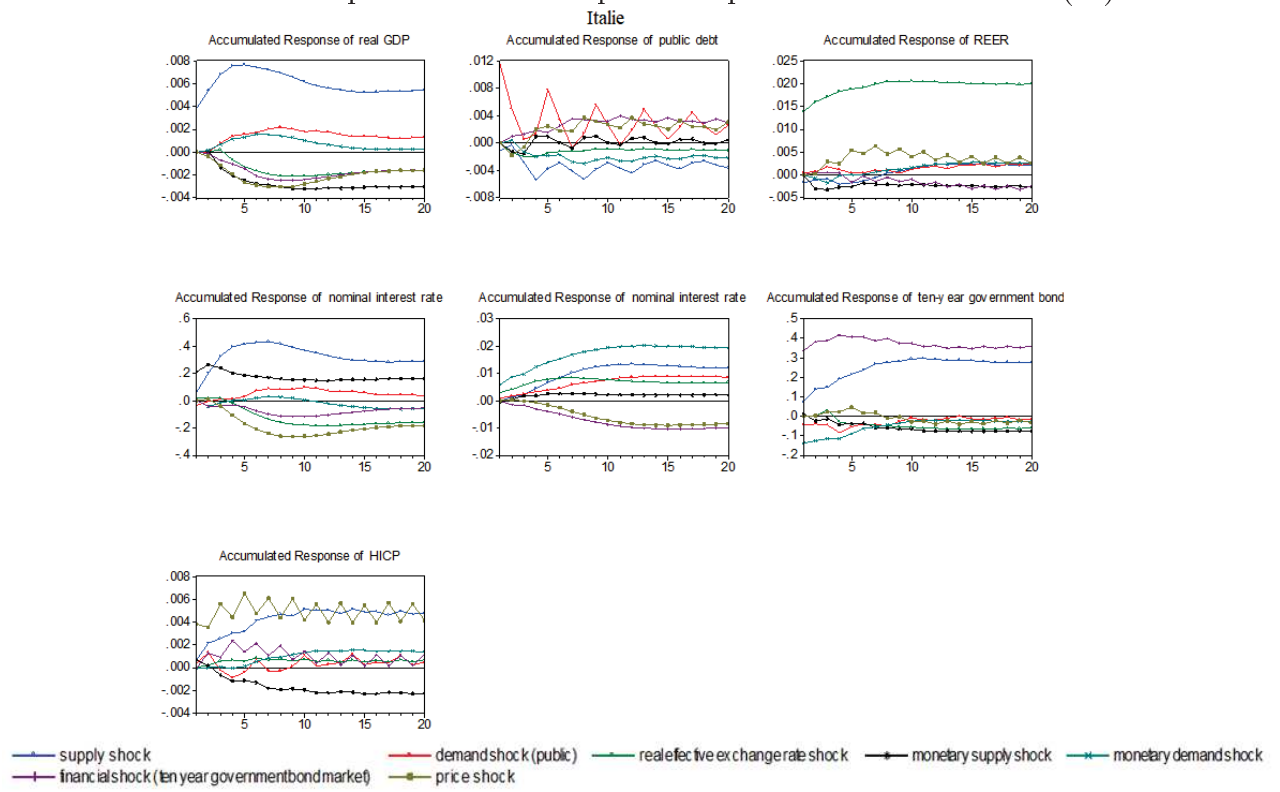 Italie
Accumulated Response of real GDP
Accumulated Response of public debt
Accumulated Response of REER
.008
.006
.004
.002
.000
-.002
-.004
5 10 15 20
.012
.008
.004
.000
-.004
-.008
5 10 15 20
.025
.020
.015
.010
.005
.000
-.005
5 10 15 20
Accumulated Response of nominal interest rate
Accumulated Response of nominal interest rate
Accumulated Response of ten-year government bond
.6
.4
.2
.0
-.2
-.4
5 10 15 20
.03
.02
.01
.00
-.01
-.02
5 10 15 20
.5
.4
.3
.2
.1
.0
-.1
-.2
5 10 15 20
Accumulated Response of HICP
.008
.006
.004
.002
.000
-.002
-.004
5 10 15 20
supply shock demand shock (public) real effective exchange rate shock monetary supply shock monetary demand shock
financial shock (ten year government bond market) price shock